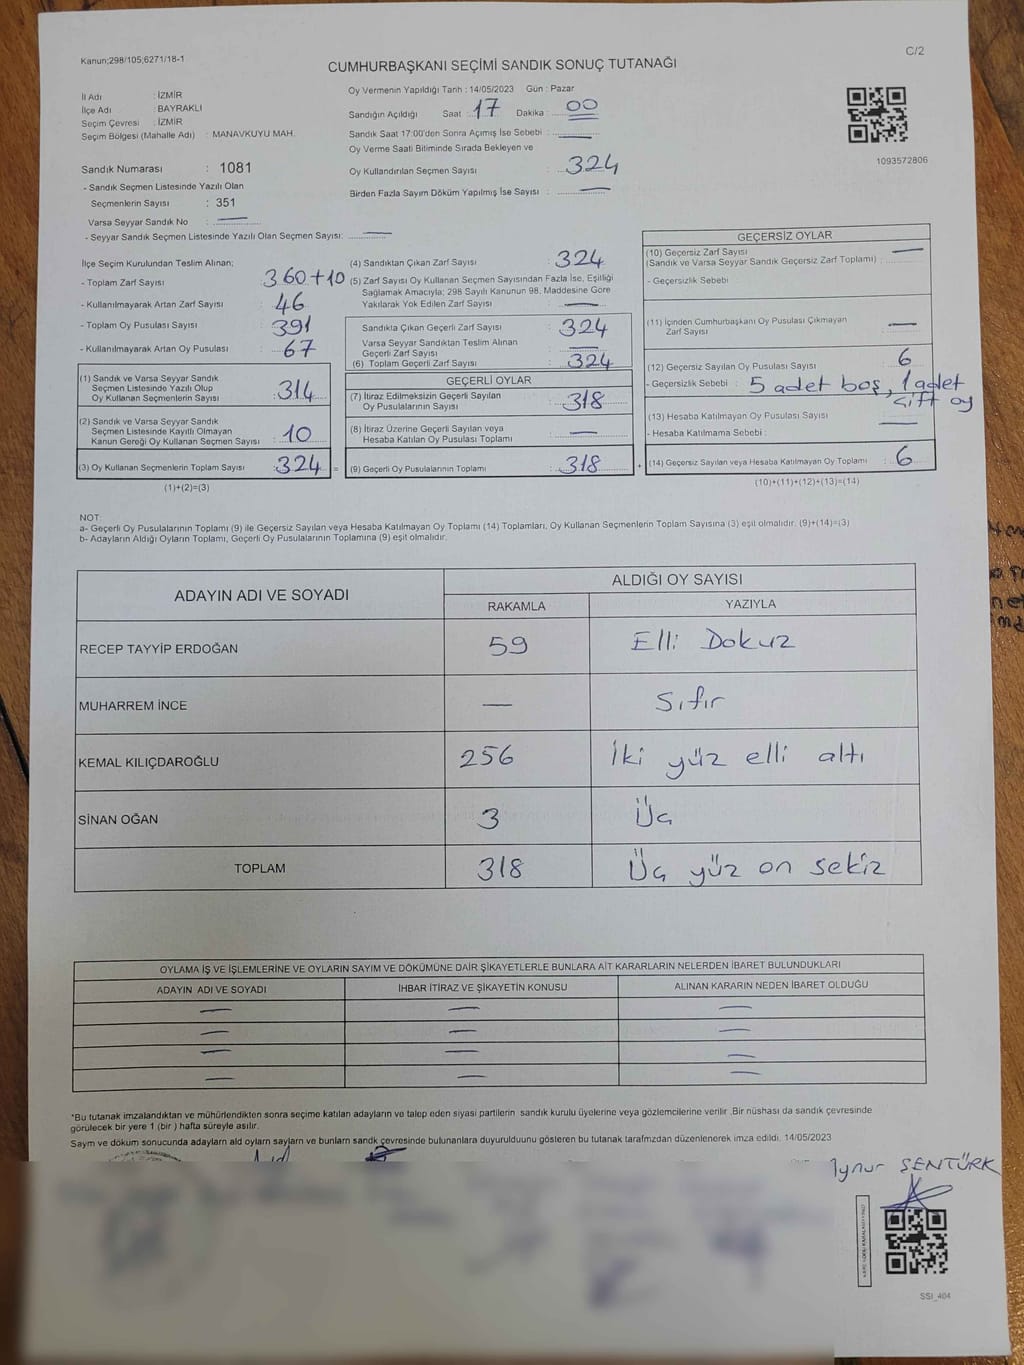 Kanun;298/105;6271/18-1
C/2
CUMHURBAŞKANI SEÇİMİ SANDIK SONUÇ TUTANAĞI
İl Adı : İZMİR
İlçe Adı : BAYRAKLI
Seçim Çevresi : İZMİR
Seçim Bölgesi (Mahalle Adı) : MANAVKUYU MAH.
Sandık Numarası : 1081
- Sandık Seçmen Listesinde Yazılı Olan
Seçmenlerin Sayısı : 351
Varsa Seyyar Sandık No : —
- Seyyar Sandık Seçmen Listesinde Yazılı Olan Seçmen Sayısı: —
Oy Vermenin Yapıldığı Tarih : 14/05/2023 Gün : Pazar
Sandığın Açıldığı Saat : 17 Dakika : 00
Sandık Saat 17:00'den Sonra Açımış İse Sebebi : —
Oy Verme Saati Bitiminde Sırada Bekleyen ve
Oy Kullandırılan Seçmen Sayısı : 324
Birden Fazla Sayım Döküm Yapılmış İse Sayısı : —
1093572806
İlçe Seçim Kurulundan Teslim Alınan;
- Toplam Zarf Sayısı : 360+10
- Kullanılmayarak Artan Zarf Sayısı : 46
- Toplam Oy Pusulası Sayısı : 391
- Kullanılmayarak Artan Oy Pusulası : 67
(1) Sandık ve Varsa Seyyar Sandık
Seçmen Listesinde Yazılı Olup
Oy Kullanan Seçmenlerin Sayısı : 314
(2) Sandık ve Varsa Seyyar Sandık
Seçmen Listesinde Kayıtlı Olmayan
Kanun Gereği Oy Kullanan Seçmen Sayısı : 10
(3) Oy Kullanan Seçmenlerin Toplam Sayısı : 324 =
(1)+(2)=(3)
(4) Sandıktan Çıkan Zarf Sayısı : 324
(5) Zarf Sayısı Oy Kullanan Seçmen Sayısından Fazla İse, Eşitliği
Sağlamak Amacıyla; 298 Sayılı Kanunun 98. Maddesine Göre
Yakılarak Yok Edilen Zarf Sayısı : —
Sandıkta Çıkan Geçerli Zarf Sayısı : 324
Varsa Seyyar Sandıktan Teslim Alınan
Geçerli Zarf Sayısı : —
(6) Toplam Geçerli Zarf Sayısı : 324
GEÇERLİ OYLAR
(7) İtiraz Edilmeksizin Geçerli Sayılan
Oy Pusulalarının Sayısı : 318
(8) İtiraz Üzerine Geçerli Sayılan veya
Hesaba Katılan Oy Pusulası Toplamı : —
(9) Geçerli Oy Pusulalarının Toplamı : 318 +
GEÇERSİZ OYLAR
(10) Geçersiz Zarf Sayısı
(Sandık ve Varsa Seyyar Sandık Geçersiz Zarf Toplamı) : —
- Geçersizlik Sebebi
(11) İçinden Cumhurbaşkanı Oy Pusulası Çıkmayan
Zarf Sayısı : —
(12) Geçersiz Sayılan Oy Pusulası Sayısı : 6
- Geçersizlik Sebebi : 5 adet boş, 1 adet
çift oy
(13) Hesaba Katılmayan Oy Pusulası Sayısı : —
- Hesaba Katılmama Sebebi :
(14) Geçersiz Sayılan veya Hesaba Katılmayan Oy Toplamı : 6
(10)+(11)+(12)+(13)=(14)
NOT:
a- Geçerli Oy Pusulalarının Toplamı (9) ile Geçersiz Sayılan veya Hesaba Katılmayan Oy Toplamı (14) Toplamları, Oy Kullanan Seçmenlerin Toplam Sayısına (3) eşit olmalıdır. (9)+(14)=(3)
b- Adayların Aldığı Oyların Toplamı, Geçerli Oy Pusulalarının Toplamına (9) eşit olmalıdır.
ADAYIN ADI VE SOYADI
ALDIĞI OY SAYISI
RAKAMLA YAZIYLA
RECEP TAYYİP ERDOĞAN 59 Elli Dokuz
MUHARREM İNCE — Sıfır
KEMAL KILIÇDAROĞLU 256 İki yüz elli altı
SİNAN OĞAN 3 Üç
TOPLAM 318 Üç yüz on sekiz
OYLAMA İŞ VE İŞLEMLERİNE VE OYLARIN SAYIM VE DÖKÜMÜNE DAİR ŞİKAYETLERLE BUNLARA AİT KARARLARIN NELERDEN İBARET BULUNDUKLARI
ADAYIN ADI VE SOYADI İHBAR İTİRAZ VE ŞİKAYETİN KONUSU ALINAN KARARIN NEDEN İBARET OLDUĞU
— — —
— — —
— — —
— — —
*Bu tutanak imzalandıktan ve mühürlendikten sonra seçime katılan adayların ve talep eden siyasi partilerin sandık kurulu üyelerine veya gözlemcilerine verilir .Bir nüshası da sandık çevresinde
görülecek bir yere 1 (bir ) hafta süreyle asılır.
Saym ve döküm sonucunda adaylarn ald oylarn saylarn ve bunlarn sandk çevresinde bulunanlara duyurulduunu gösteren bu tutanak tarafmzdan düzenlenerek imza edildi. 14/05/2023
Aynur ŞENTÜRK
SSI_404